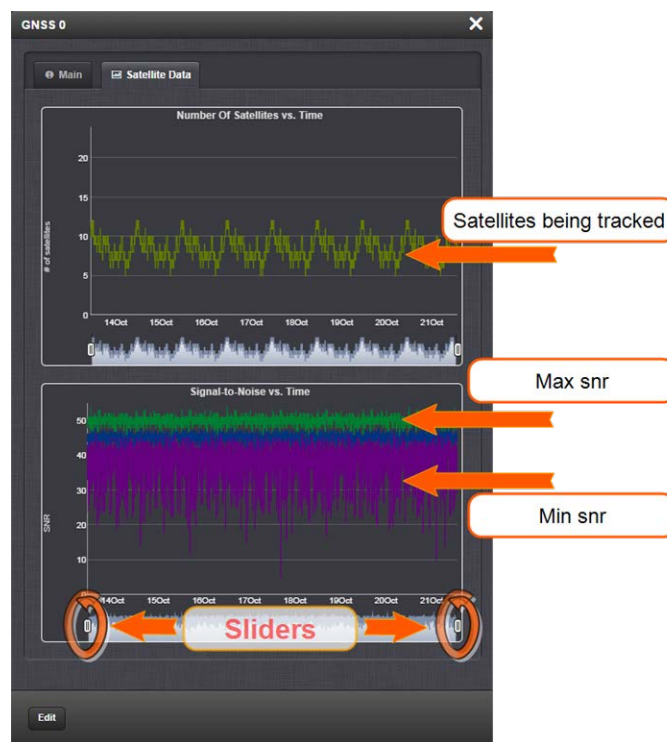 GNSS 0
Main
Satellite Data
Number Of Satellites vs. Time
# of satellites
20
15
10
5
0
14Oct 15Oct 16Oct 17Oct 18Oct 19Oct 20Oct 21Oct
Satellites being tracked
Signal-to-Noise vs. Time
SNR
50
40
30
20
10
14Oct 15Oct 16Oct 17Oct 18Oct 19Oct 20Oct 21Oct
Max snr
Min snr
Sliders
Edit